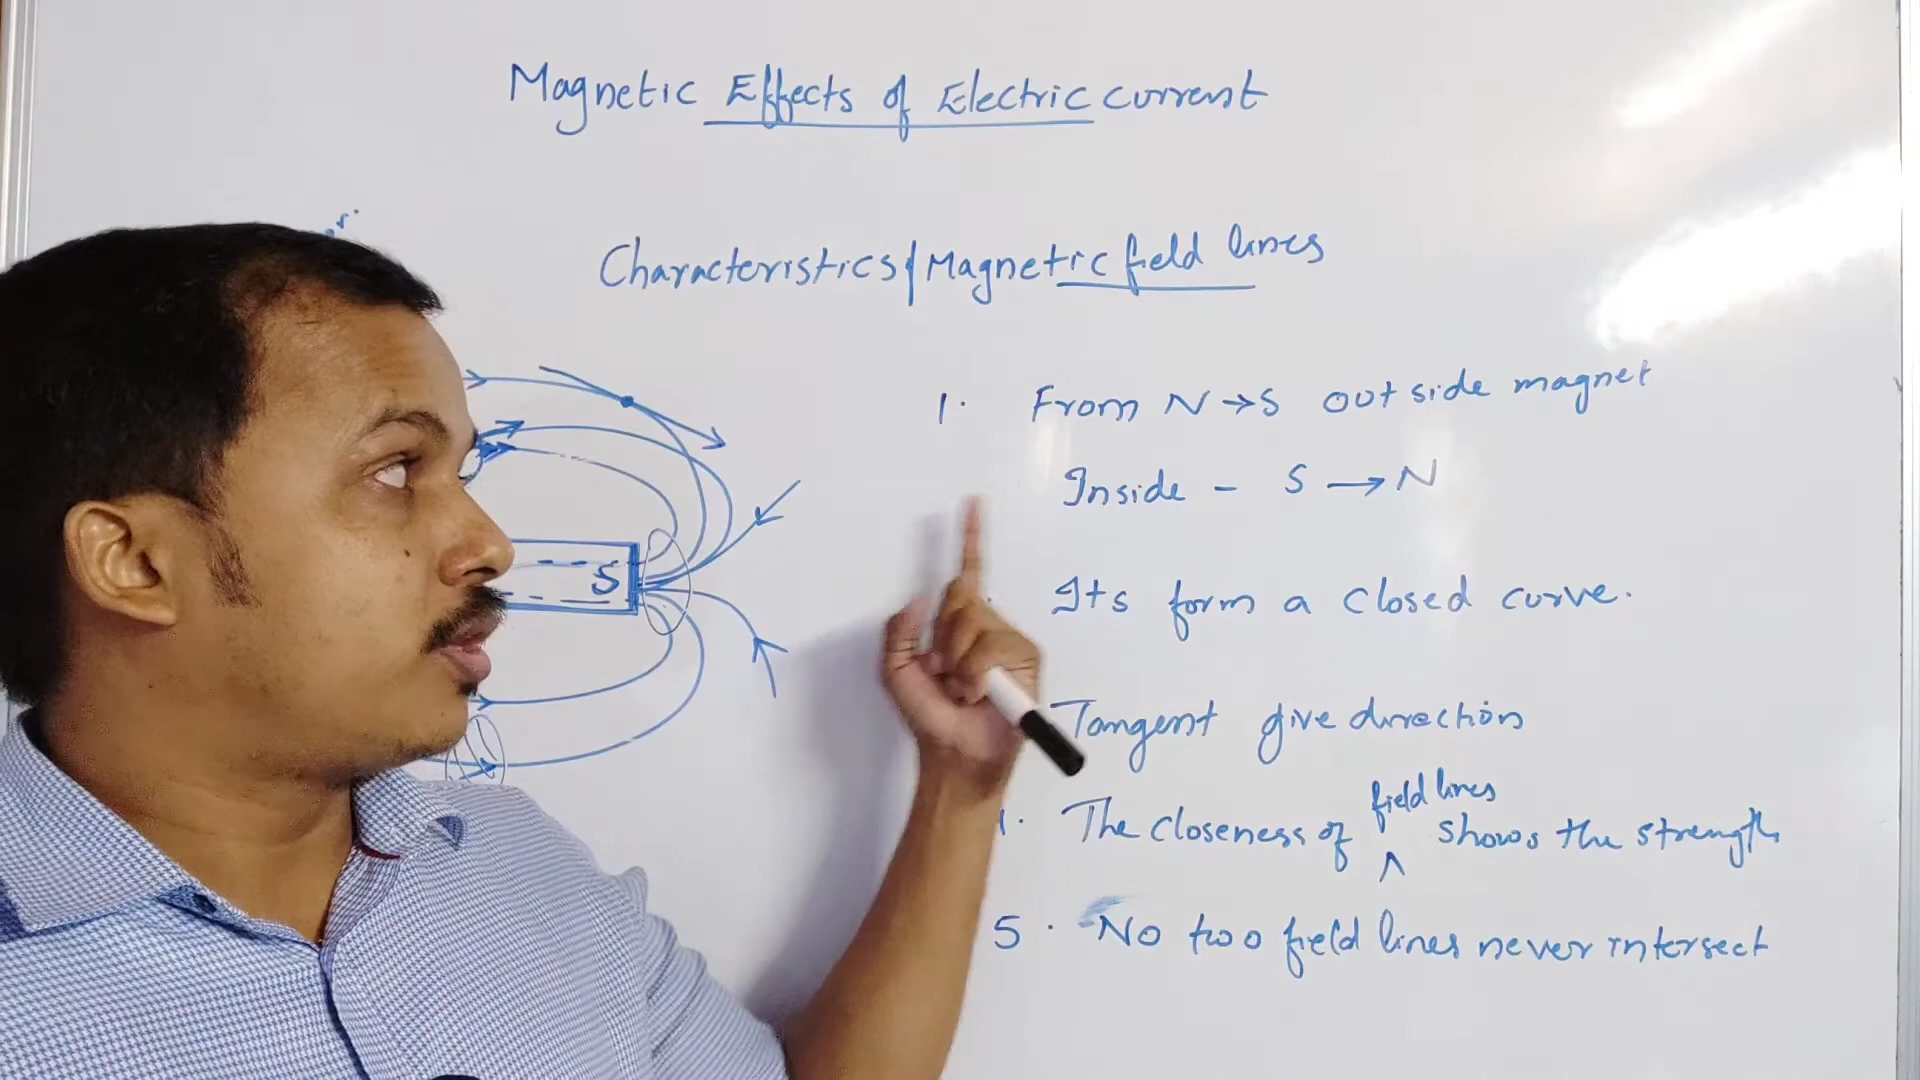 Magnetic Effects of Electric current
Characteristics of Magnetic field lines
1. From N → S outside magnet
Inside - S → N
Its form a closed curve.
S
Tangent give direction
field lines
The closeness of ^ shows the strength
5. No two field lines never intersect